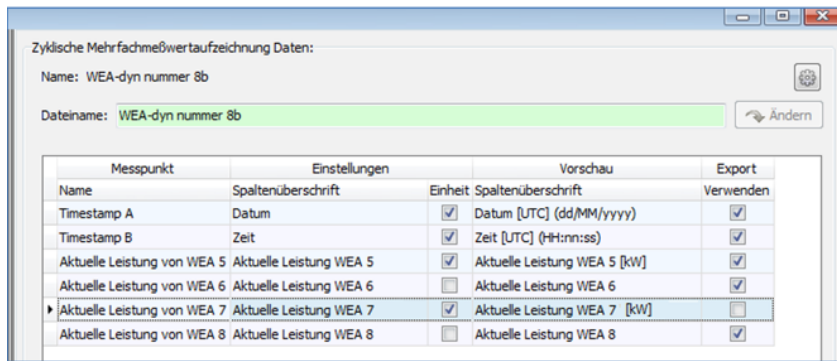 Zyklische Mehrfachmeßwertaufzeichnung Daten:
Name: WEA-dyn nummer 8b
Dateiname: WEA-dyn nummer 8b Ändern
Messpunkt Einstellungen Vorschau Export
Name Spaltenüberschrift Einheit Spaltenüberschrift Verwenden
Timestamp A Datum Datum [UTC] (dd/MM/yyyy)
Timestamp B Zeit Zeit [UTC] (HH:nn:ss)
Aktuelle Leistung von WEA 5 Aktuelle Leistung WEA 5 Aktuelle Leistung WEA 5 [kW]
Aktuelle Leistung von WEA 6 Aktuelle Leistung WEA 6 Aktuelle Leistung WEA 6
Aktuelle Leistung von WEA 7 Aktuelle Leistung WEA 7 Aktuelle Leistung WEA 7 [kW]
Aktuelle Leistung von WEA 8 Aktuelle Leistung WEA 8 Aktuelle Leistung WEA 8